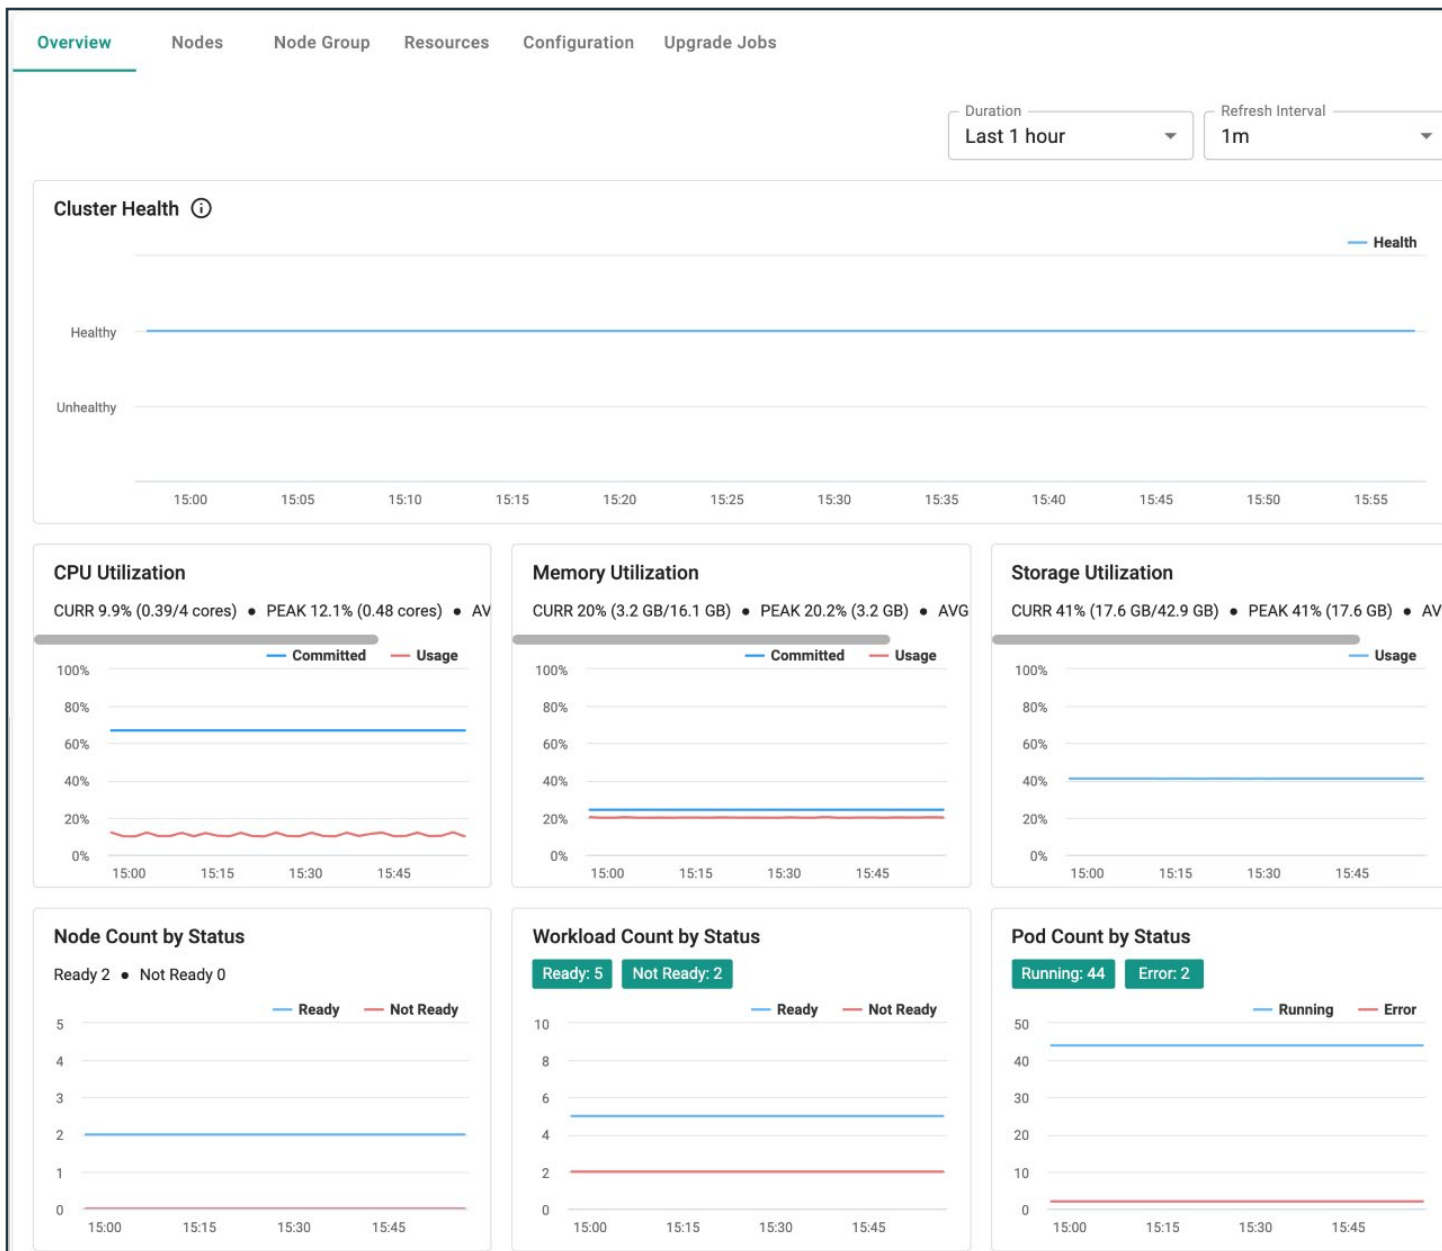 Overview Nodes Node Group Resources Configuration Upgrade Jobs
Duration
Last 1 hour
Refresh Interval
1m
Cluster Health
Health
Healthy
Unhealthy
15:00 15:05 15:10 15:15 15:20 15:25 15:30 15:35 15:40 15:45 15:50 15:55
CPU Utilization
CURR 9.9% (0.39/4 cores) ● PEAK 12.1% (0.48 cores) ● AV
Committed Usage
100%
80%
60%
40%
20%
0%
15:00 15:15 15:30 15:45
Memory Utilization
CURR 20% (3.2 GB/16.1 GB) ● PEAK 20.2% (3.2 GB) ● AVG
Committed Usage
100%
80%
60%
40%
20%
0%
15:00 15:15 15:30 15:45
Storage Utilization
CURR 41% (17.6 GB/42.9 GB) ● PEAK 41% (17.6 GB) ● AV
Usage
100%
80%
60%
40%
20%
0%
15:00 15:15 15:30 15:45
Node Count by Status
Ready 2 ● Not Ready 0
Ready Not Ready
5
4
3
2
1
0
15:00 15:15 15:30 15:45
Workload Count by Status
Ready: 5 Not Ready: 2
Ready Not Ready
10
8
6
4
2
0
15:00 15:15 15:30 15:45
Pod Count by Status
Running: 44 Error: 2
Running Error
50
40
30
20
10
0
15:00 15:15 15:30 15:45